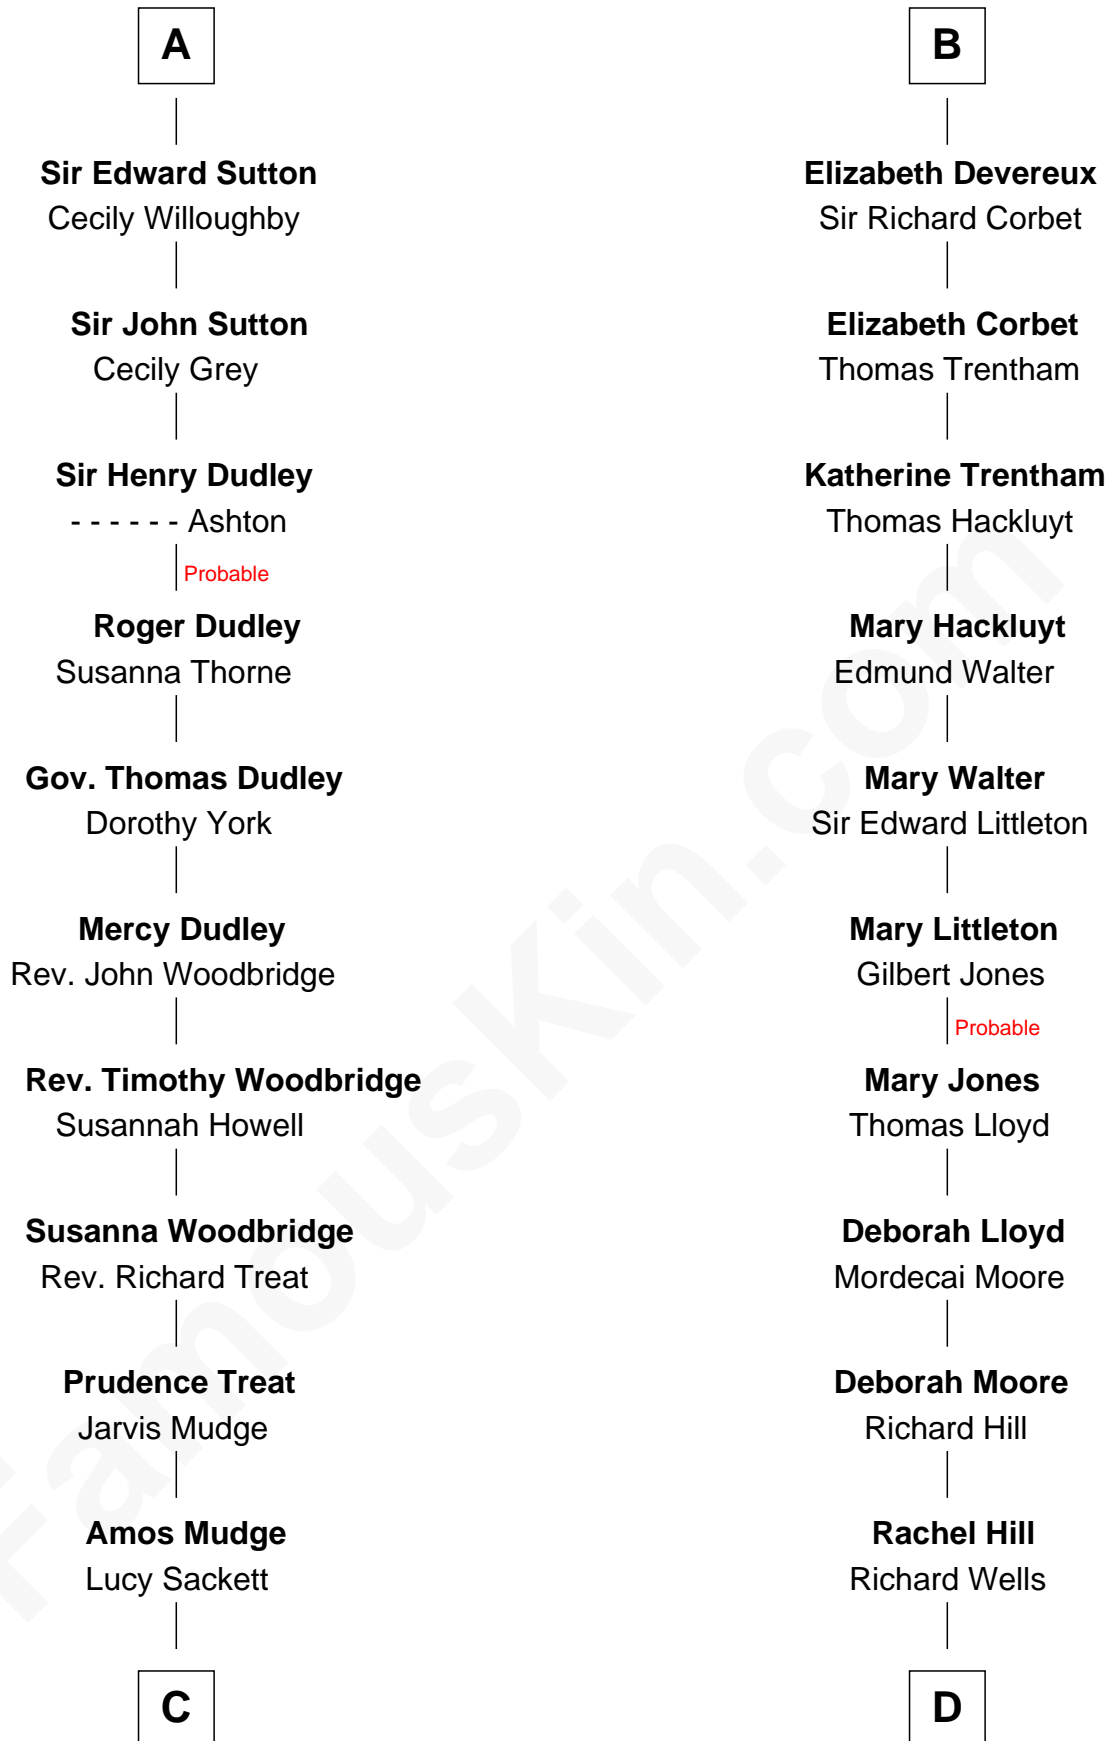 A
Sir Edward Sutton
Cecily Willoughby
Sir John Sutton
Cecily Grey
Sir Henry Dudley
- - - - - - Ashton
Probable
Roger Dudley
Susanna Thorne
Gov. Thomas Dudley
Dorothy York
Mercy Dudley
Rev. John Woodbridge
Rev. Timothy Woodbridge
Susannah Howell
Susanna Woodbridge
Rev. Richard Treat
Prudence Treat
Jarvis Mudge
Amos Mudge
Lucy Sackett
C
B
Elizabeth Devereux
Sir Richard Corbet
Elizabeth Corbet
Thomas Trentham
Katherine Trentham
Thomas Hackluyt
Mary Hackluyt
Edmund Walter
Mary Walter
Sir Edward Littleton
Mary Littleton
Gilbert Jones
Probable
Mary Jones
Thomas Lloyd
Deborah Lloyd
Mordecai Moore
Deborah Moore
Richard Hill
Rachel Hill
Richard Wells
D
FamousKin.com